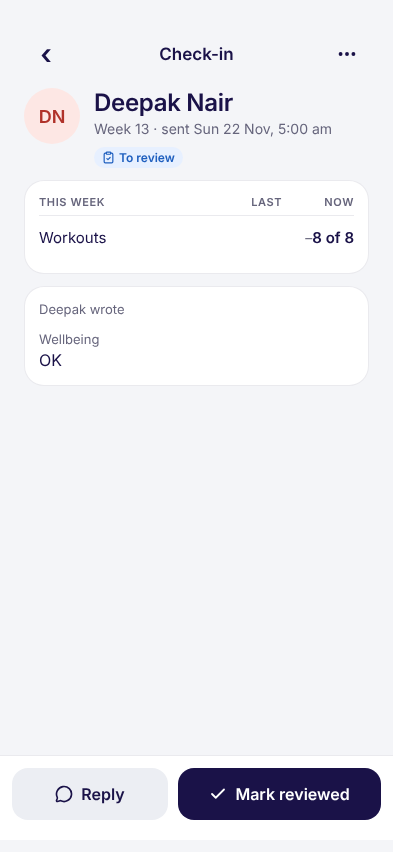 Check-in
DN
Deepak Nair
Week 13 · sent Sun 22 Nov, 5:00 am
To review
THIS WEEK LAST NOW
Workouts –8 of 8
Deepak wrote
Wellbeing
OK
Reply
Mark reviewed